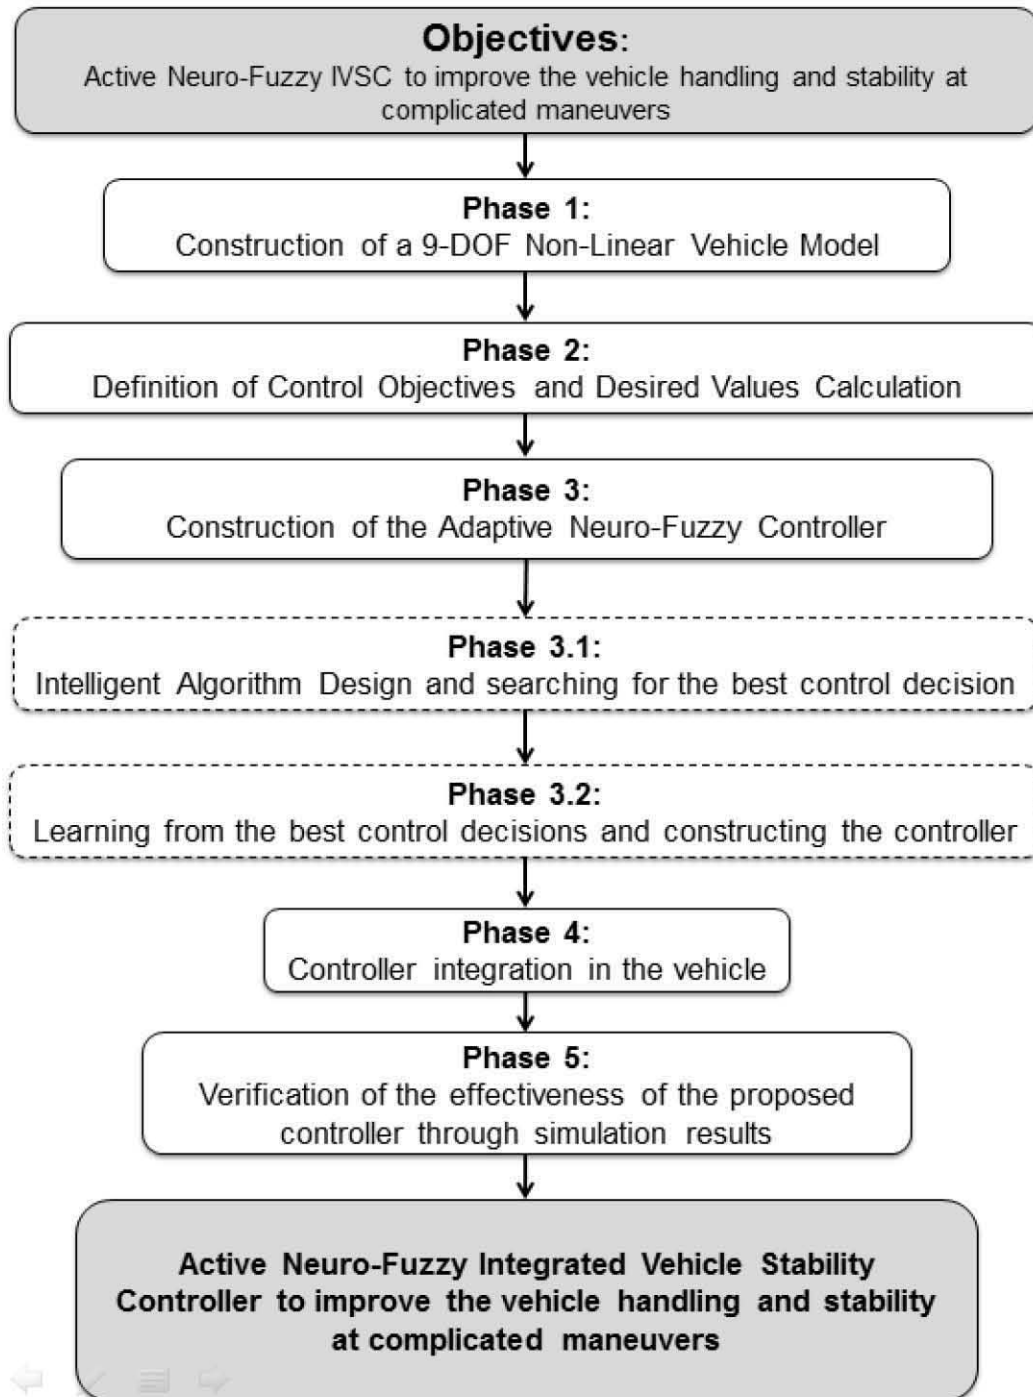 Objectives:
Active Neuro-Fuzzy IVSC to improve the vehicle handling and stability at
complicated maneuvers
Phase 1:
Construction of a 9-DOF Non-Linear Vehicle Model
Phase 2:
Definition of Control Objectives and Desired Values Calculation
Phase 3:
Construction of the Adaptive Neuro-Fuzzy Controller
Phase 3.1:
Intelligent Algorithm Design and searching for the best control decision
Phase 3.2:
Learning from the best control decisions and constructing the controller
Phase 4:
Controller integration in the vehicle
Phase 5:
Verification of the effectiveness of the proposed
controller through simulation results
Active Neuro-Fuzzy Integrated Vehicle Stability
Controller to improve the vehicle handling and stability
at complicated maneuvers